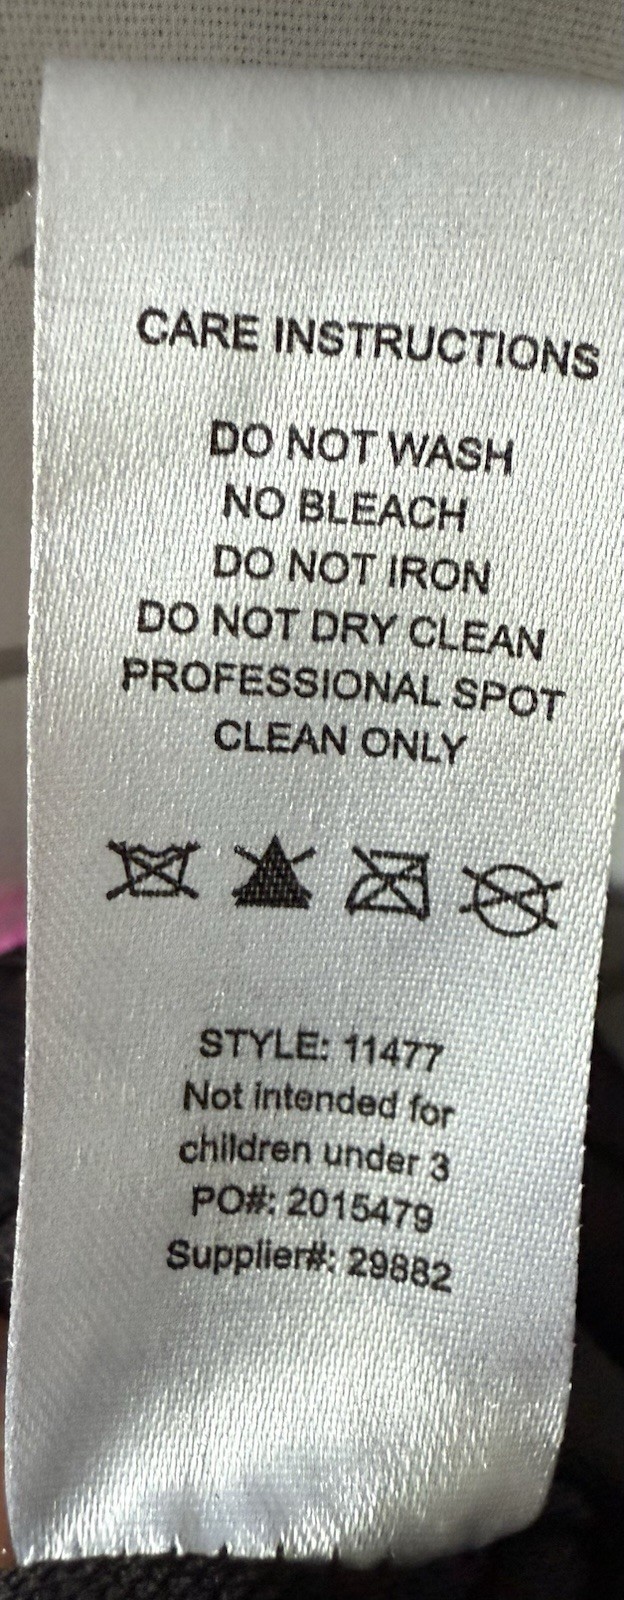 CARE INSTRUCTIONS
DO NOT WASH
NO BLEACH
DO NOT IRON
DO NOT DRY CLEAN
PROFESSIONAL SPOT
CLEAN ONLY
STYLE: 11477
Not intended for
children under 3
PO#: 2015479
Supplier#: 29882